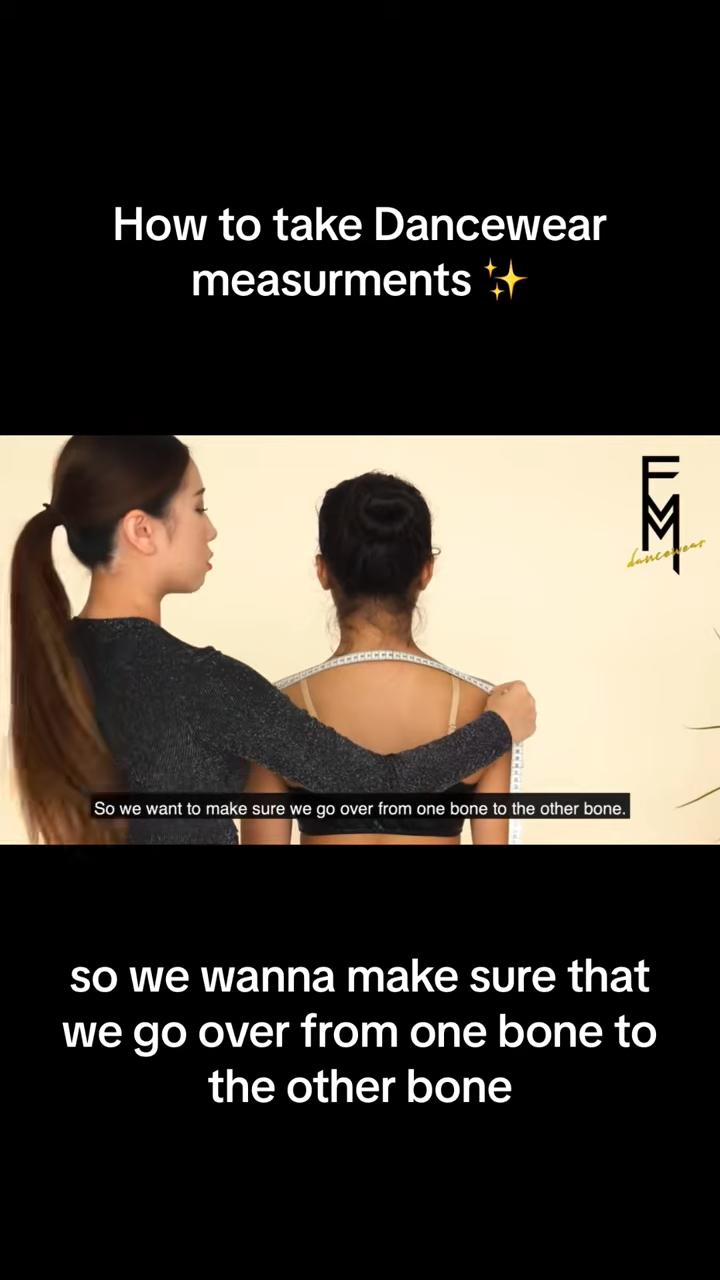 How to take Dancewear
measurments ✨
FM
dancewear
So we want to make sure we go over from one bone to the other bone.
so we wanna make sure that
we go over from one bone to
the other bone